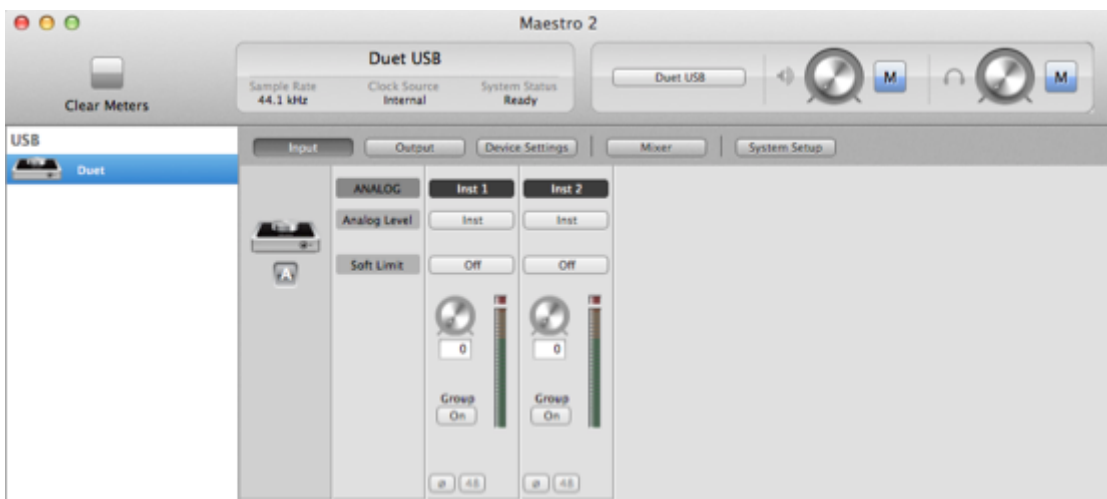 Maestro 2
Clear Meters
Duet USB
Sample Rate Clock Source System Status
44.1 kHz Internal Ready
Duet USB
M
M
USB
Duet
Input Output Device Settings Mixer System Setup
A
ANALOG Inst 1 Inst 2
Analog Level Inst Inst
Soft Limit Off Off
0 0
Group Group
On On
ø 48 ø 48